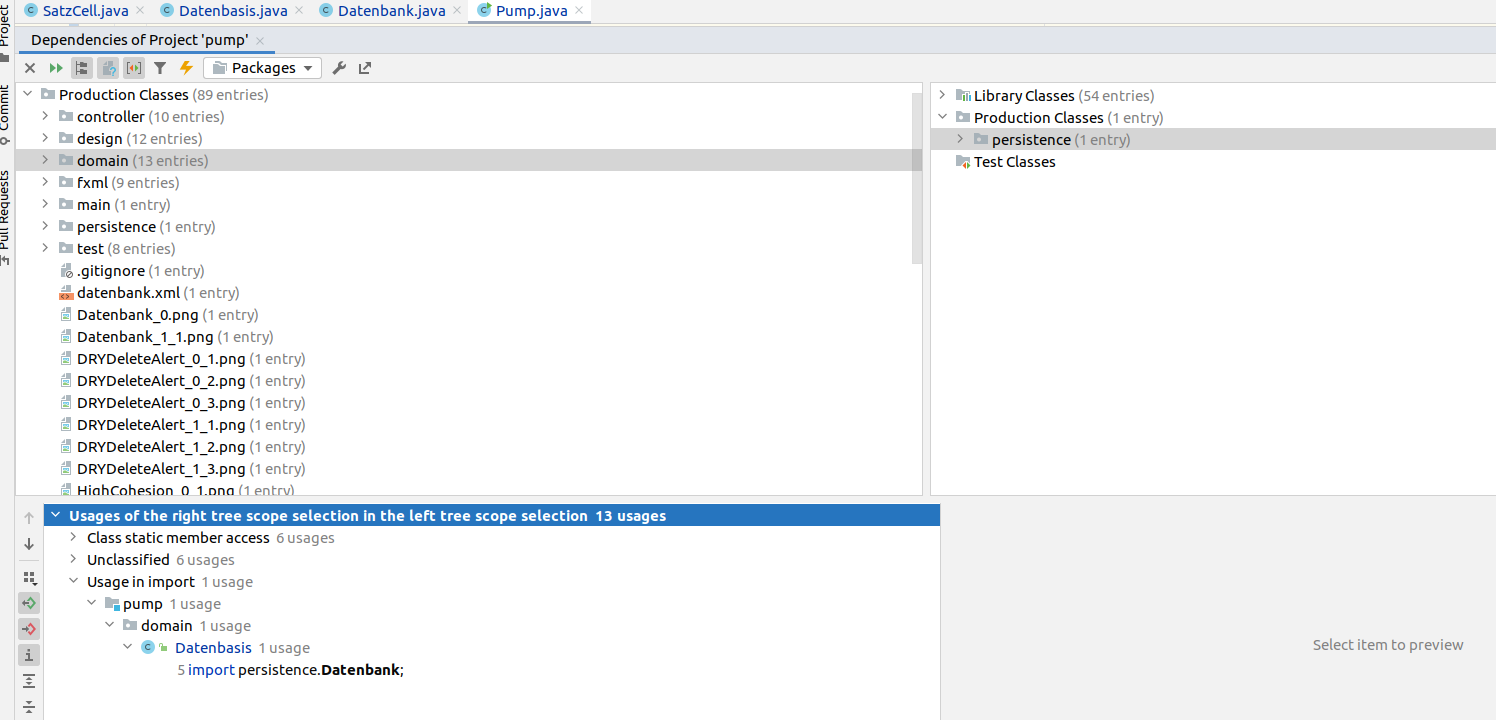 SatzCell.java Datenbasis.java Datenbank.java Pump.java
Project
Commit
Pull Requests
Dependencies of Project 'pump'
Packages
Production Classes (89 entries)
controller (10 entries)
design (12 entries)
domain (13 entries)
fxml (9 entries)
main (1 entry)
persistence (1 entry)
test (8 entries)
.gitignore (1 entry)
datenbank.xml (1 entry)
Datenbank_0.png (1 entry)
Datenbank_1_1.png (1 entry)
DRYDeleteAlert_0_1.png (1 entry)
DRYDeleteAlert_0_2.png (1 entry)
DRYDeleteAlert_0_3.png (1 entry)
DRYDeleteAlert_1_1.png (1 entry)
DRYDeleteAlert_1_2.png (1 entry)
DRYDeleteAlert_1_3.png (1 entry)
HighCohesion_0_1.png (1 entry)
Library Classes (54 entries)
Production Classes (1 entry)
persistence (1 entry)
Test Classes
Usages of the right tree scope selection in the left tree scope selection 13 usages
Class static member access 6 usages
Unclassified 6 usages
Usage in import 1 usage
pump 1 usage
domain 1 usage
Datenbasis 1 usage
5 import persistence.Datenbank;
Select item to preview